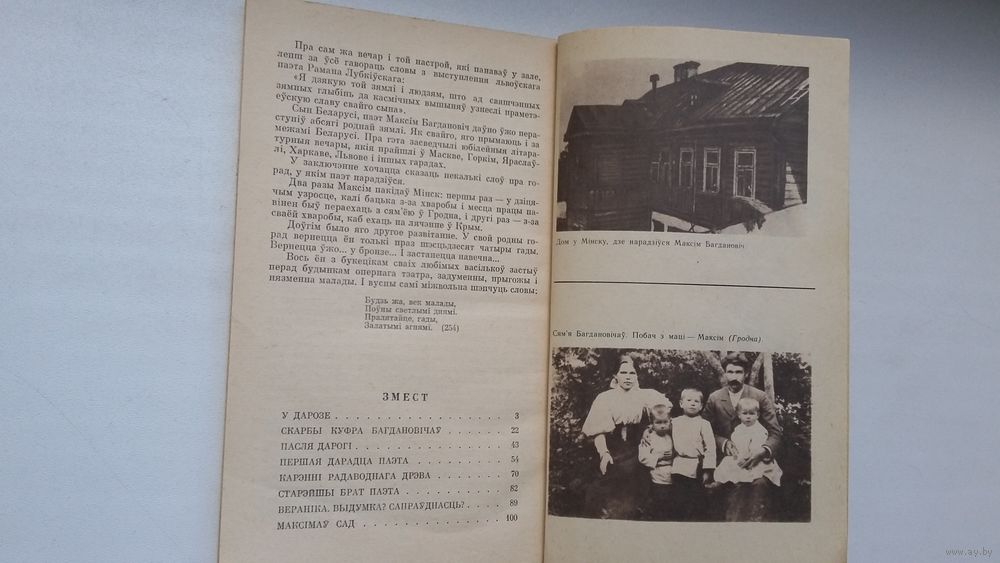 Пра сам жа вечар і той настрой, які панаваў у зале,
лепш за ўсё гавораць словы з выступлення львоўскага
паэта Рамана Лубкіўскага:
«Я дзякую той зямлі і людзям, што ад свяшчэнных
зямных глыбінь да касмічных вышынь узнеслі праметэ-
еўскую славу свайго сына».
Сын Беларусі, паэт Максім Багдановіч даўно ўжо пера-
ступіў абсягі роднай зямлі. Як свайго, яго прымаюць і за
межамі Беларусі. Пра гэта засведчылі юбілейныя літара-
турныя вечары, якія прайшлі ў Маскве, Горкім, Яраслаў-
лі, Харкаве, Львове і іншых гарадах.
У заключэнне хочацца сказаць некалькі слоў пра го-
рад, у якім паэт нарадзіўся.
Два разы Максім пакідаў Мінск: першы раз — у дзіця-
чым узросце, калі бацька з-за хваробы і месца працы па-
вінен быў пераехаць з сям'ёю ў Гродна, і другі раз — з-за
сваёй хваробы, каб ехаць на лячэнне ў Крым.
Доўгім было яго другое развітанне. У свой родны го-
рад вернецца ён толькі праз шэсцьдзесят чатыры гады.
Вернецца ўжо... у бронзе... І застанецца навечна...
Вось ён з букецікам сваіх любімых васількоў застыў
перад будынкам опернага тэатра, задуменны, прыгожы і
нязменна малады. І вусны самі міжвольна шэпчуць словы:
Будзь жа, век малады,
Поўны светлымі днямі.
Пралятайце, гады,
Залатымі агнямі. (254)
ЗМЕСТ
У ДАРОЗЕ . . . . . . . . . . . . . . . . 3
СКАРБЫ КУФРА БАГДАНОВІЧАЎ . . . . . . 22
ПАСЛЯ ДАРОГІ . . . . . . . . . . . . . . 43
ПЕРШАЯ ДАРАДЦА ПАЭТА . . . . . . . . 54
КАРЭННІ РАДАВОДНАГА ДРЭВА . . . . . . . 70
СТАРЭЙШЫ БРАТ ПАЭТА . . . . . . . . . 82
ВЕРАНІКА. ВЫДУМКА? САПРАЎДНАСЦЬ? . . . . 89
МАКСІМАЎ САД . . . . . . . . . . . . . 100
Дом у Мінску, дзе нарадзіўся Максім Багдановіч
Сям'я Багдановічаў. Побач з маці — Максім (Гродна).
www.ay.by